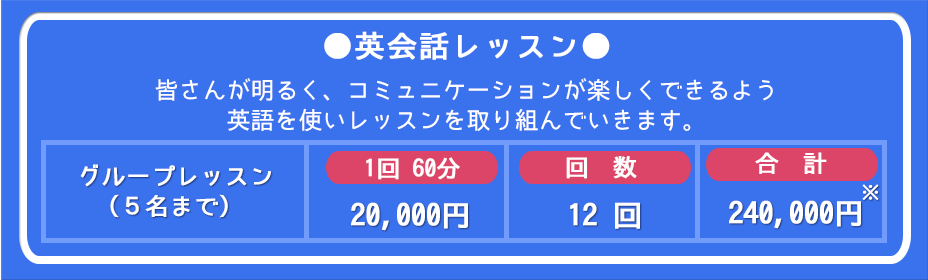 ●英会話レッスン●
皆さんが明るく、コミュニケーションが楽しくできるよう
英語を使いレッスンを取り組んでいきます。
グループレッスン
（５名まで）
1回 60分
20,000円
回　数
12 回
合　計
240,000円※